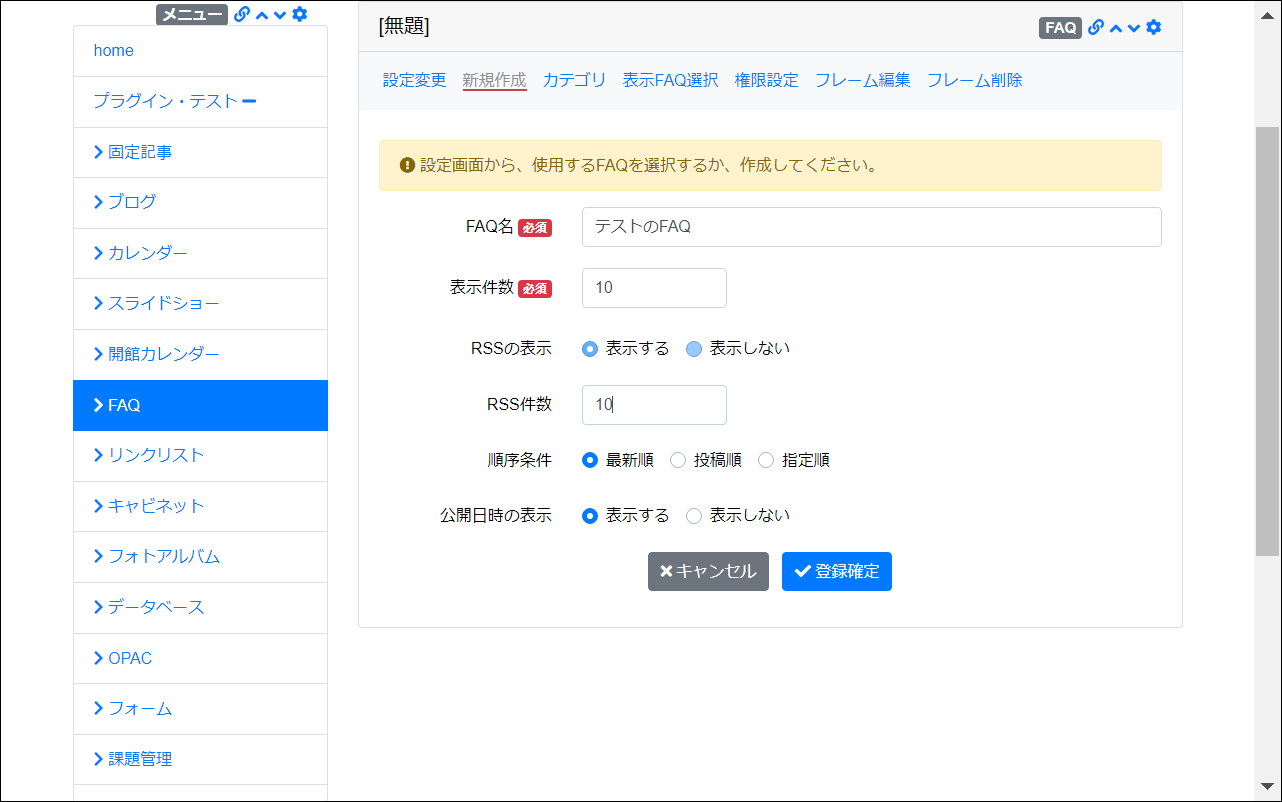 メニュー
home
プラグイン・テスト
固定記事
ブログ
カレンダー
スライドショー
開館カレンダー
FAQ
リンクリスト
キャビネット
フォトアルバム
データベース
OPAC
フォーム
課題管理
[無題]
FAQ
設定変更 新規作成 カテゴリ 表示FAQ選択 権限設定 フレーム編集 フレーム削除
設定画面から、使用するFAQを選択するか、作成してください。
FAQ名 必須 テストのFAQ
表示件数 必須 10
RSSの表示 表示する 表示しない
RSS件数 10
順序条件 最新順 投稿順 指定順
公開日時の表示 表示する 表示しない
キャンセル 登録確定